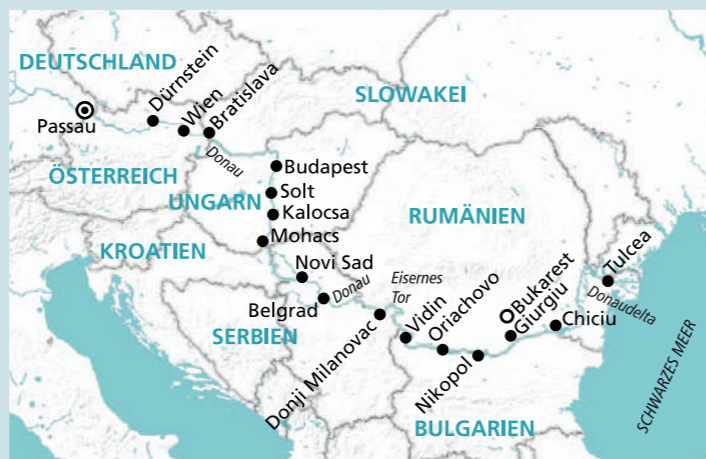 DEUTSCHLAND
Dürnstein
Wien
Bratislava
SLOWAKEI
Passau
Donau
Budapest
ÖSTERREICH
Solt
UNGARN
Kalocsa
RUMÄNIEN
KROATIEN
Mohacs
Novi Sad
Eisernes
Tor
Tulcea
Donau
Belgrad
Donaudelta
Vidin
Oriachovo
Bukarest
Giurgiu
Chiciu
SERBIEN
Donji Milanovac
Nikopol
SCHWARZES MEER
BULGARIEN